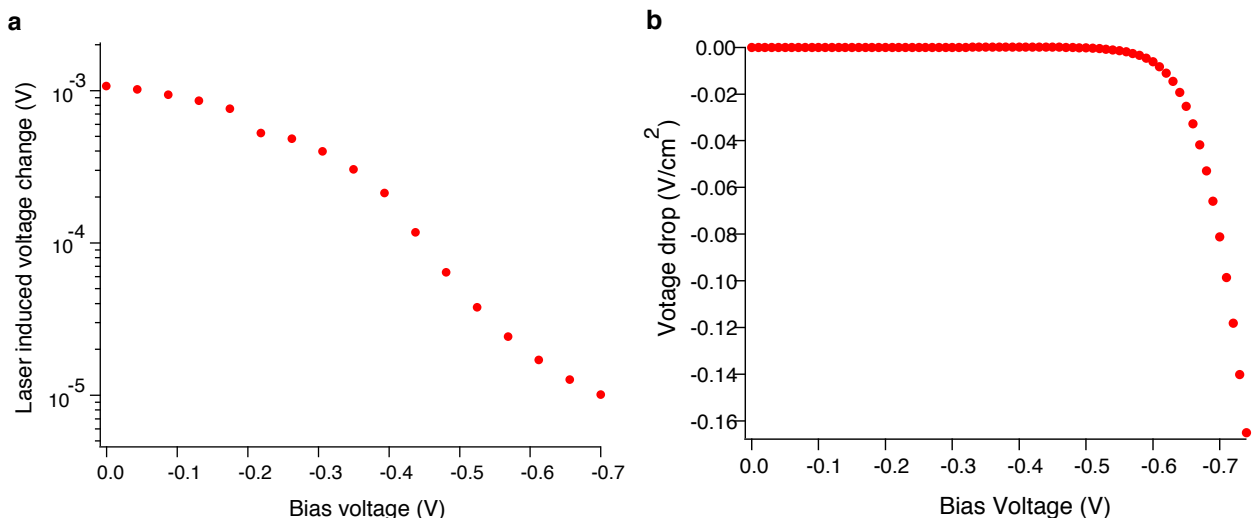 a
Laser induced voltage change (V)
10-3
10-4
10-5
0.0 -0.1 -0.2 -0.3 -0.4 -0.5 -0.6 -0.7
Bias voltage (V)
b
Votage drop (V/cm2)
0.00
-0.02
-0.04
-0.06
-0.08
-0.10
-0.12
-0.14
-0.16
0.0 -0.1 -0.2 -0.3 -0.4 -0.5 -0.6 -0.7
Bias Voltage (V)